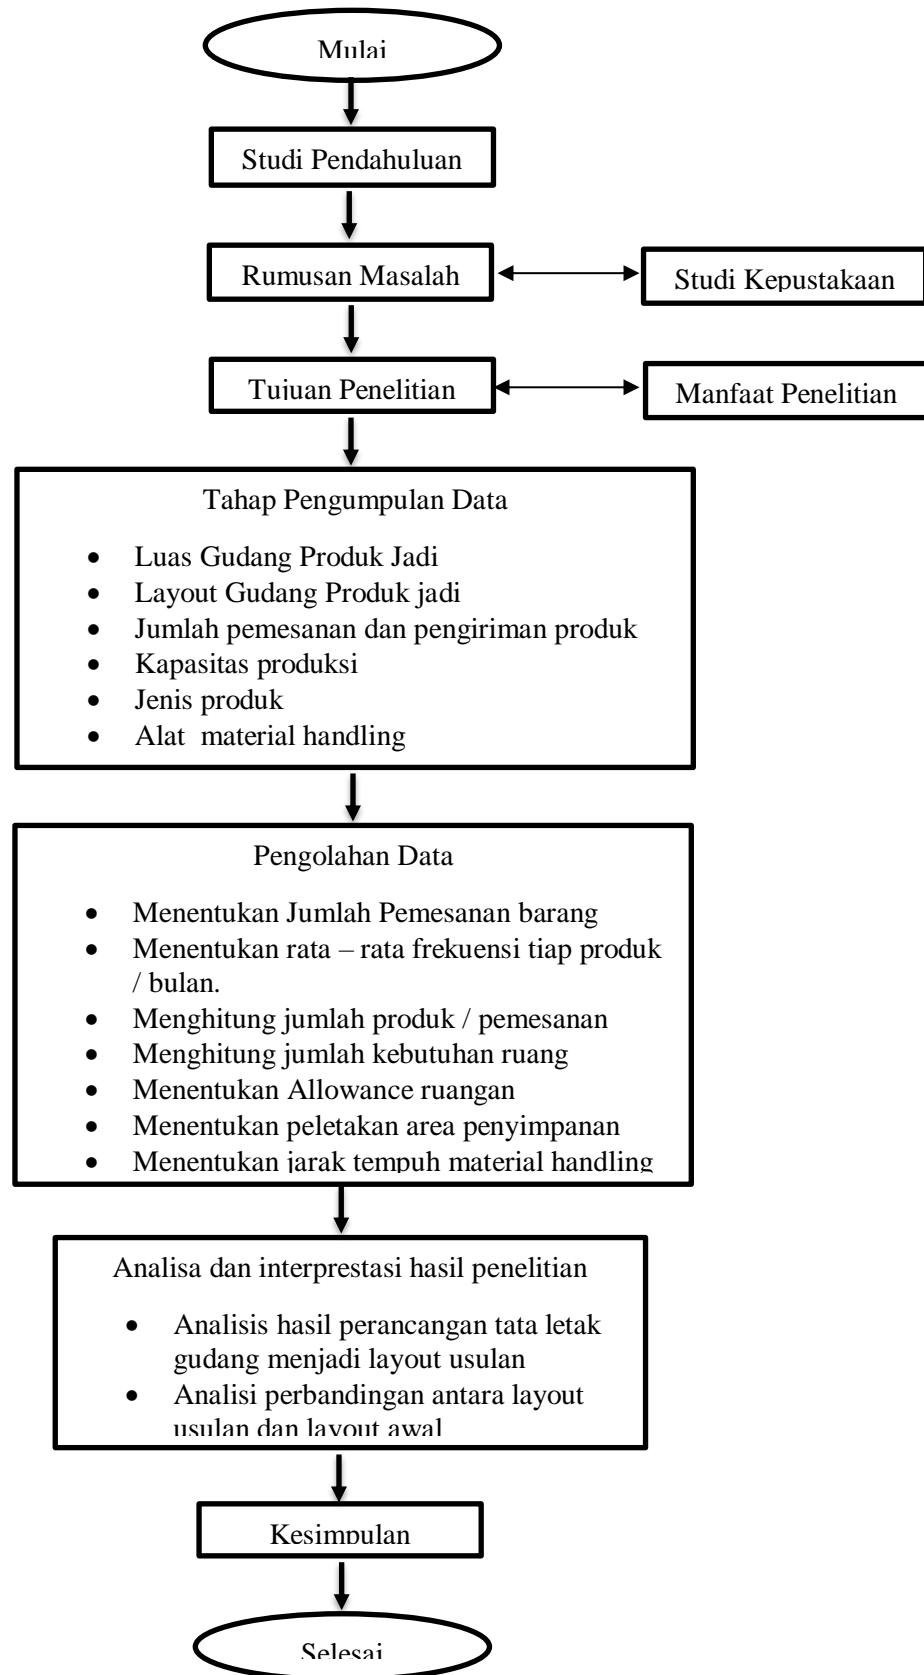 Mulai
Studi Pendahuluan
Rumusan Masalah
Studi Kepustakaan
Tujuan Penelitian
Manfaat Penelitian
Tahap Pengumpulan Data
• Luas Gudang Produk Jadi
• Layout Gudang Produk jadi
• Jumlah pemesanan dan pengiriman produk
• Kapasitas produksi
• Jenis produk
• Alat  material handling
Pengolahan Data
• Menentukan Jumlah Pemesanan barang
• Menentukan rata – rata frekuensi tiap produk
/ bulan.
• Menghitung jumlah produk / pemesanan
• Menghitung jumlah kebutuhan ruang
• Menentukan Allowance ruangan
• Menentukan peletakan area penyimpanan
• Menentukan jarak tempuh material handling
Analisa dan interprestasi hasil penelitian
• Analisis hasil perancangan tata letak
gudang menjadi layout usulan
• Analisi perbandingan antara layout
usulan dan layout awal
Kesimpulan
Selesai